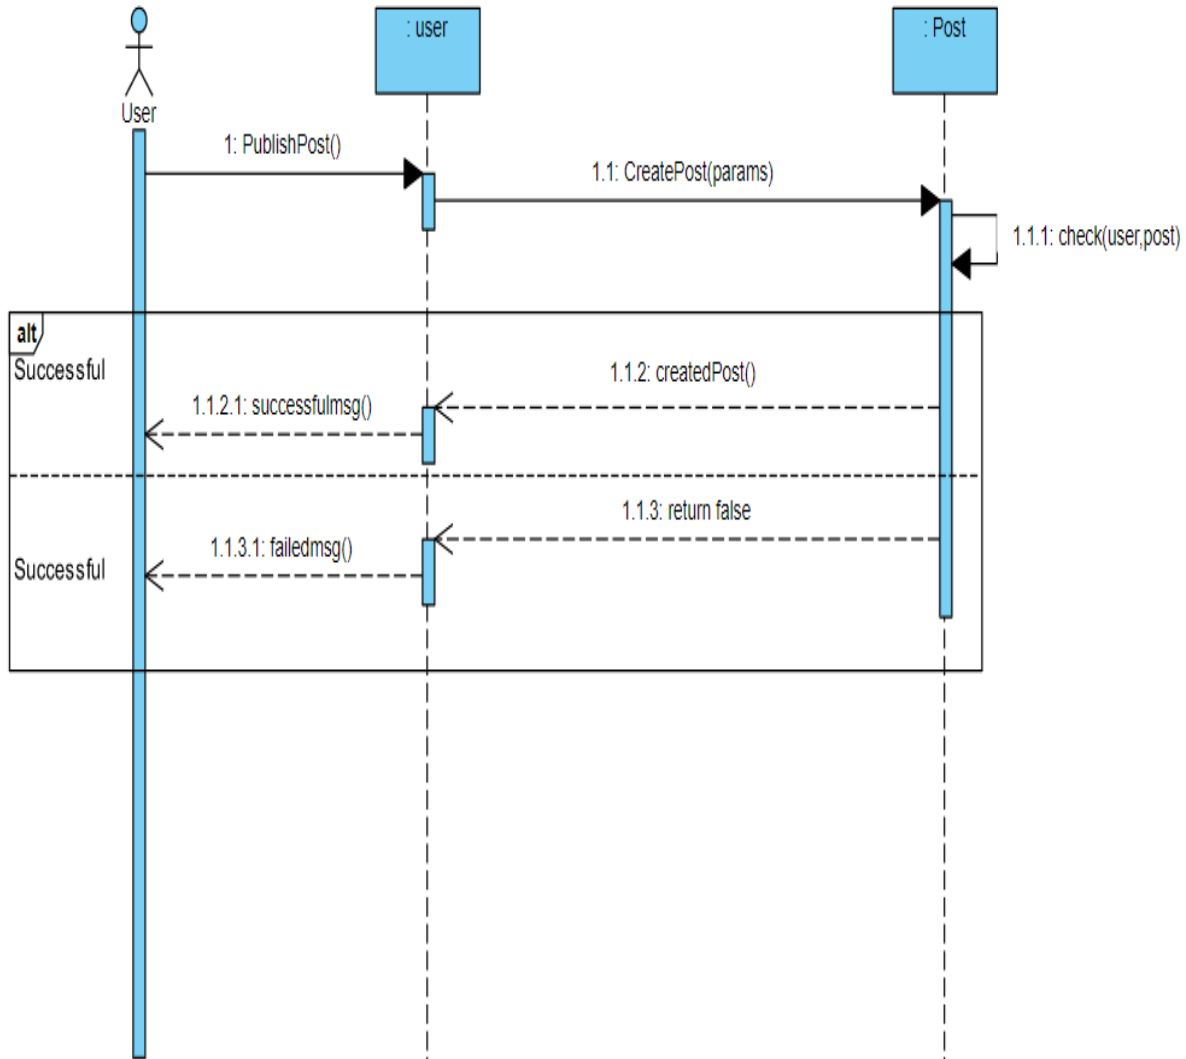 : user
: Post
User
1: PublishPost()
1.1: CreatePost(params)
1.1.1: check(user,post)
alt
Successful
1.1.2: createdPost()
1.1.2.1: successfulmsg()
1.1.3: return false
1.1.3.1: failedmsg()
Successful